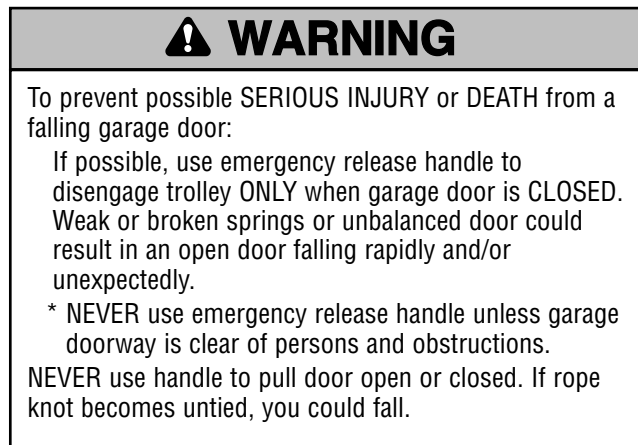 WARNING
To prevent possible SERIOUS INJURY or DEATH from a
falling garage door:
If possible, use emergency release handle to
disengage trolley ONLY when garage door is CLOSED.
Weak or broken springs or unbalanced door could
result in an open door falling rapidly and/or
unexpectedly.
* NEVER use emergency release handle unless garage
doorway is clear of persons and obstructions.
NEVER use handle to pull door open or closed. If rope
knot becomes untied, you could fall.